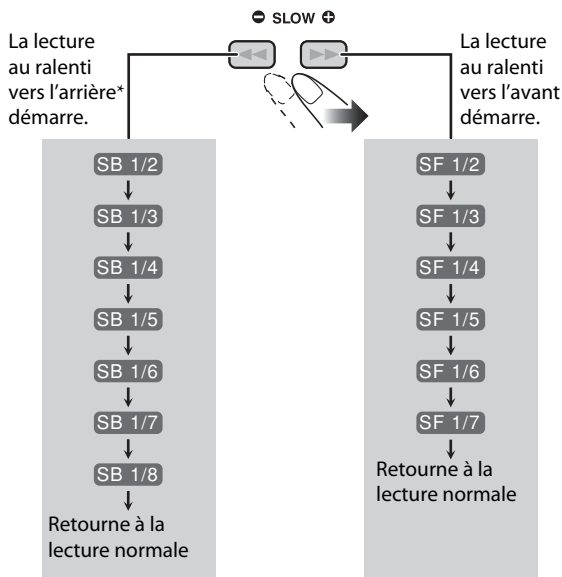 SLOW
La lecture
au ralenti
vers l'arrière*
démarre.
La lecture
au ralenti
vers l'avant
démarre.
SB 1/2
SB 1/3
SB 1/4
SB 1/5
SB 1/6
SB 1/7
SB 1/8
Retourne à la
lecture normale
SF 1/2
SF 1/3
SF 1/4
SF 1/5
SF 1/6
SF 1/7
Retourne à la
lecture normale